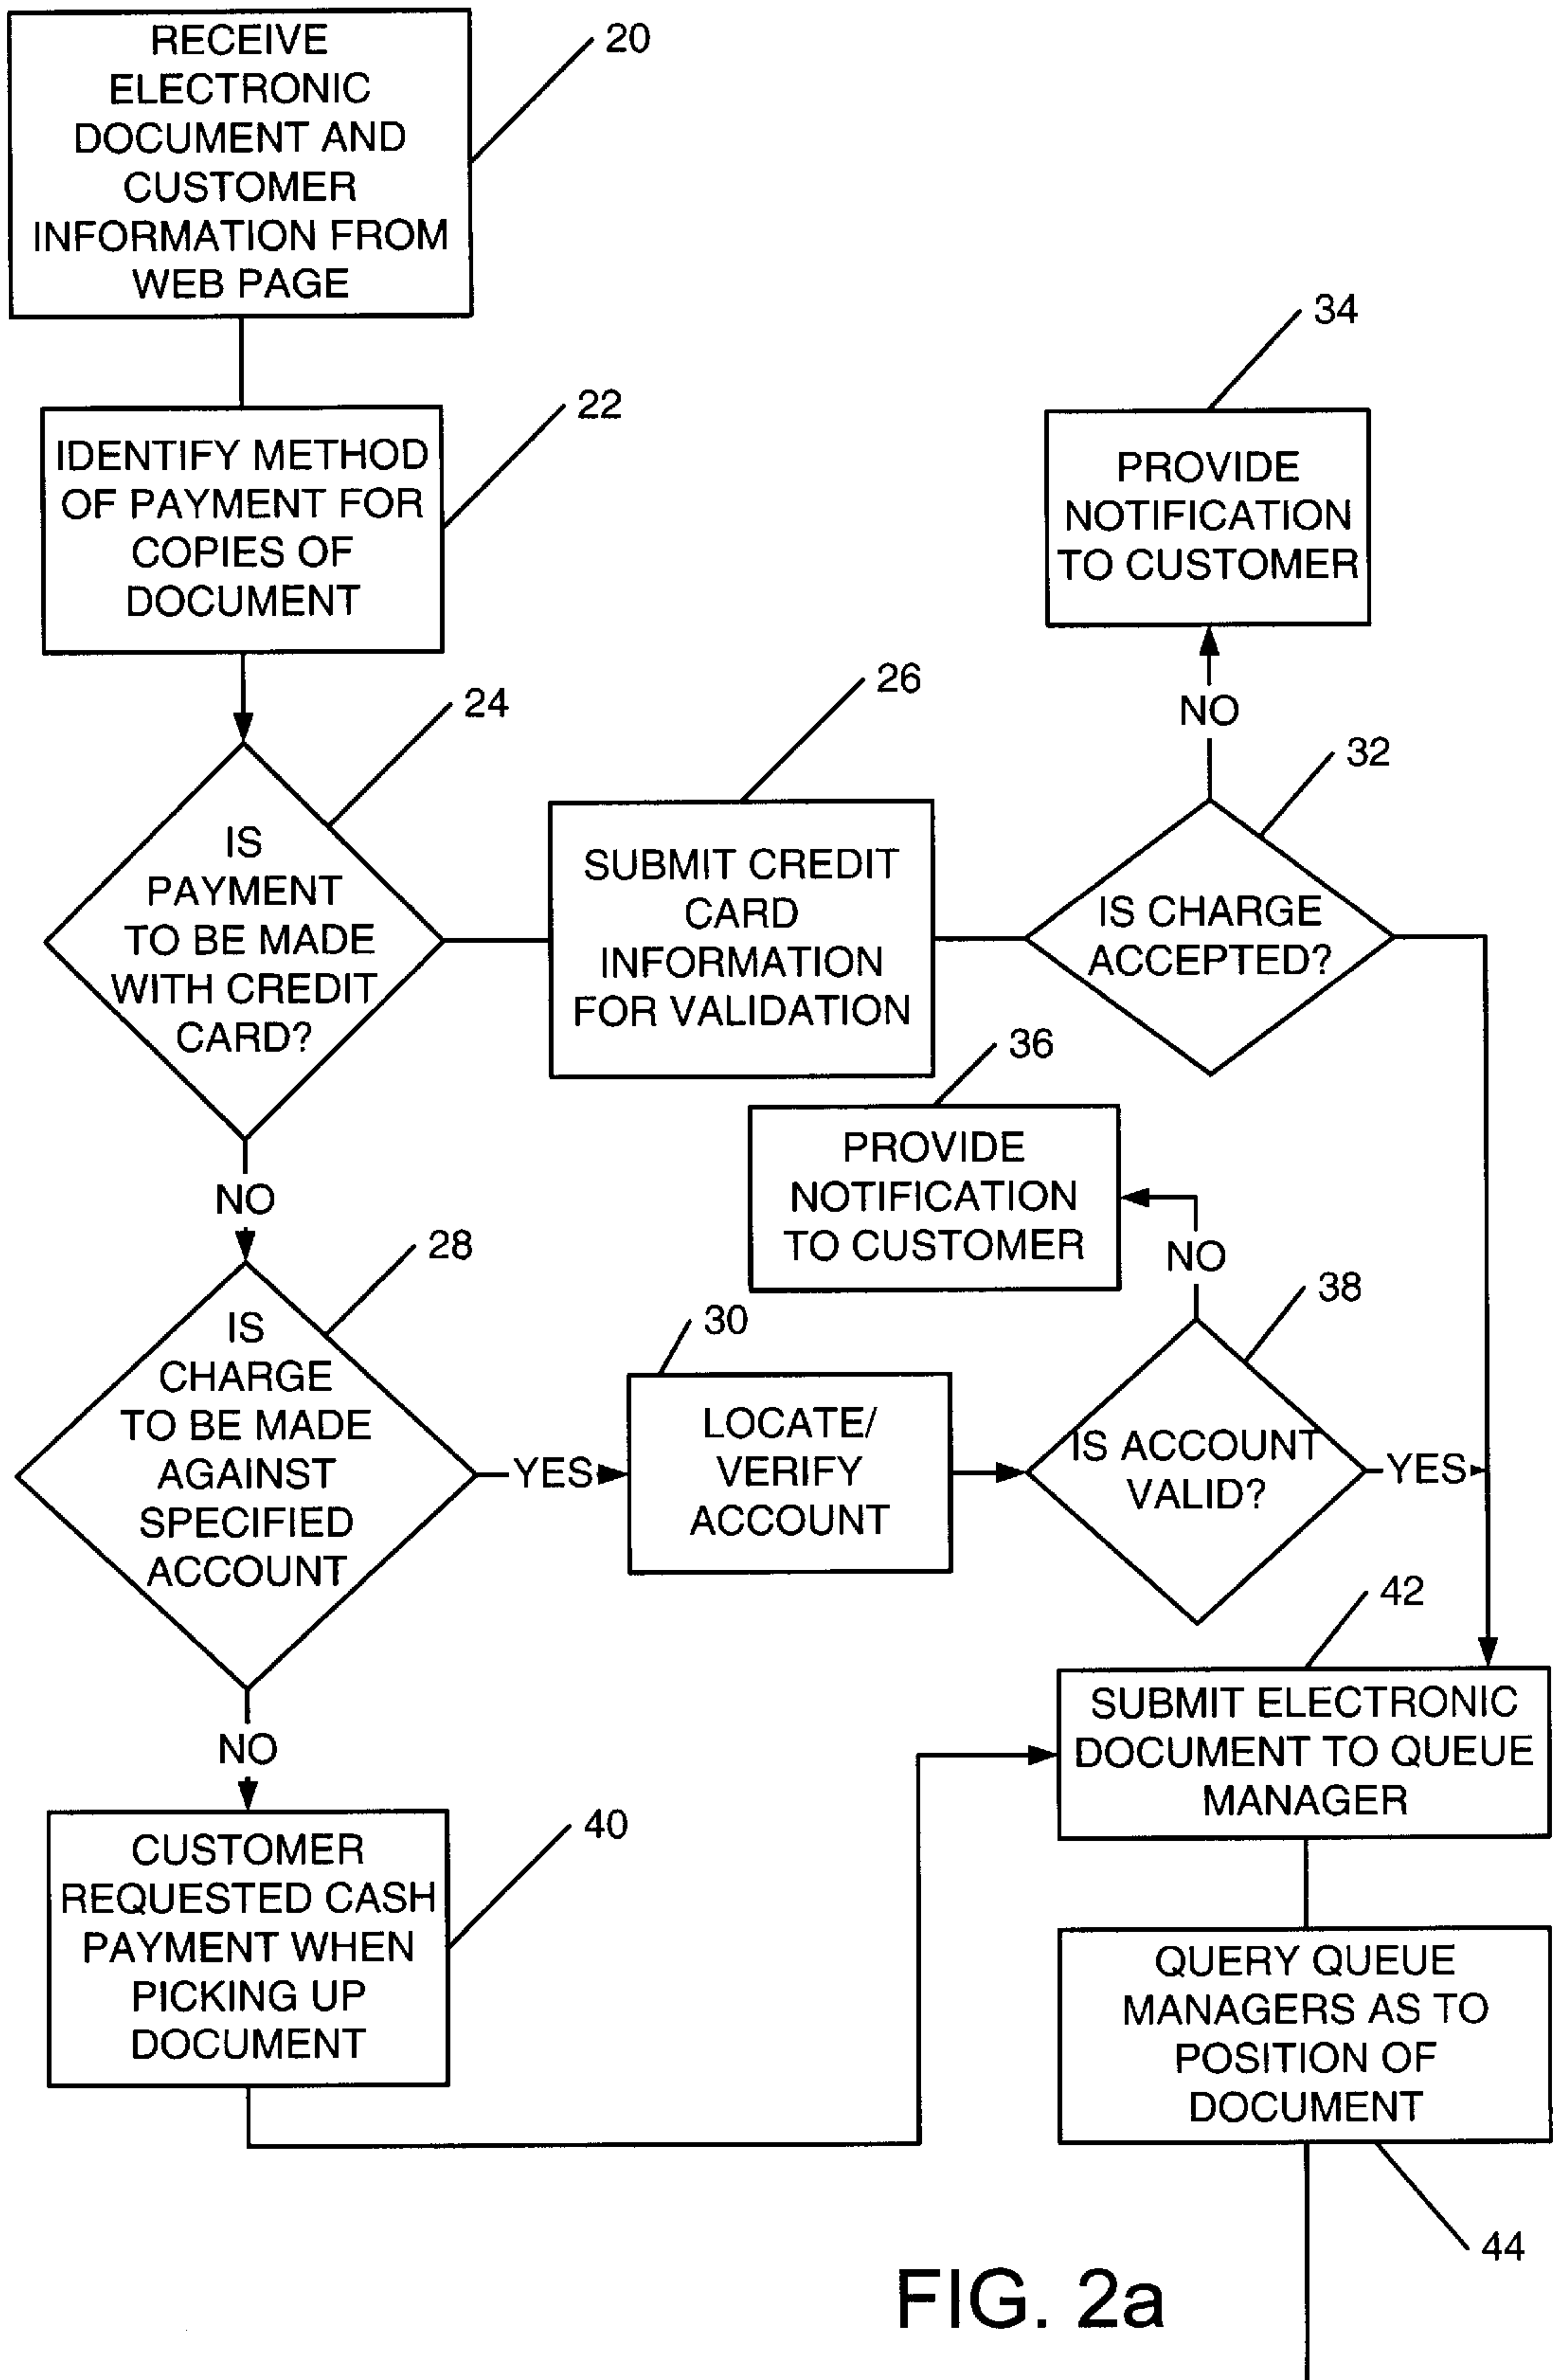 RECEIVE
ELECTRONIC
DOCUMENT AND
CUSTOMER
INFORMATION FROM
WEB PAGE
20
IDENTIFY METHOD
OF PAYMENT FOR
COPIES OF
DOCUMENT
22
34
PROVIDE
NOTIFICATION
TO CUSTOMER
NO
24
IS
PAYMENT
TO BE MADE
WITH CREDIT
CARD?
26
SUBMIT CREDIT
CARD
INFORMATION
FOR VALIDATION
32
IS CHARGE
ACCEPTED?
NO
36
PROVIDE
NOTIFICATION
TO CUSTOMER
NO
28
IS
CHARGE
TO BE MADE
AGAINST
SPECIFIED
ACCOUNT
YES
30
LOCATE/
VERIFY
ACCOUNT
38
IS ACCOUNT
VALID?
YES
NO
40
CUSTOMER
REQUESTED CASH
PAYMENT WHEN
PICKING UP
DOCUMENT
42
SUBMIT ELECTRONIC
DOCUMENT TO QUEUE
MANAGER
QUERY QUEUE
MANAGERS AS TO
POSITION OF
DOCUMENT
44
FIG. 2a